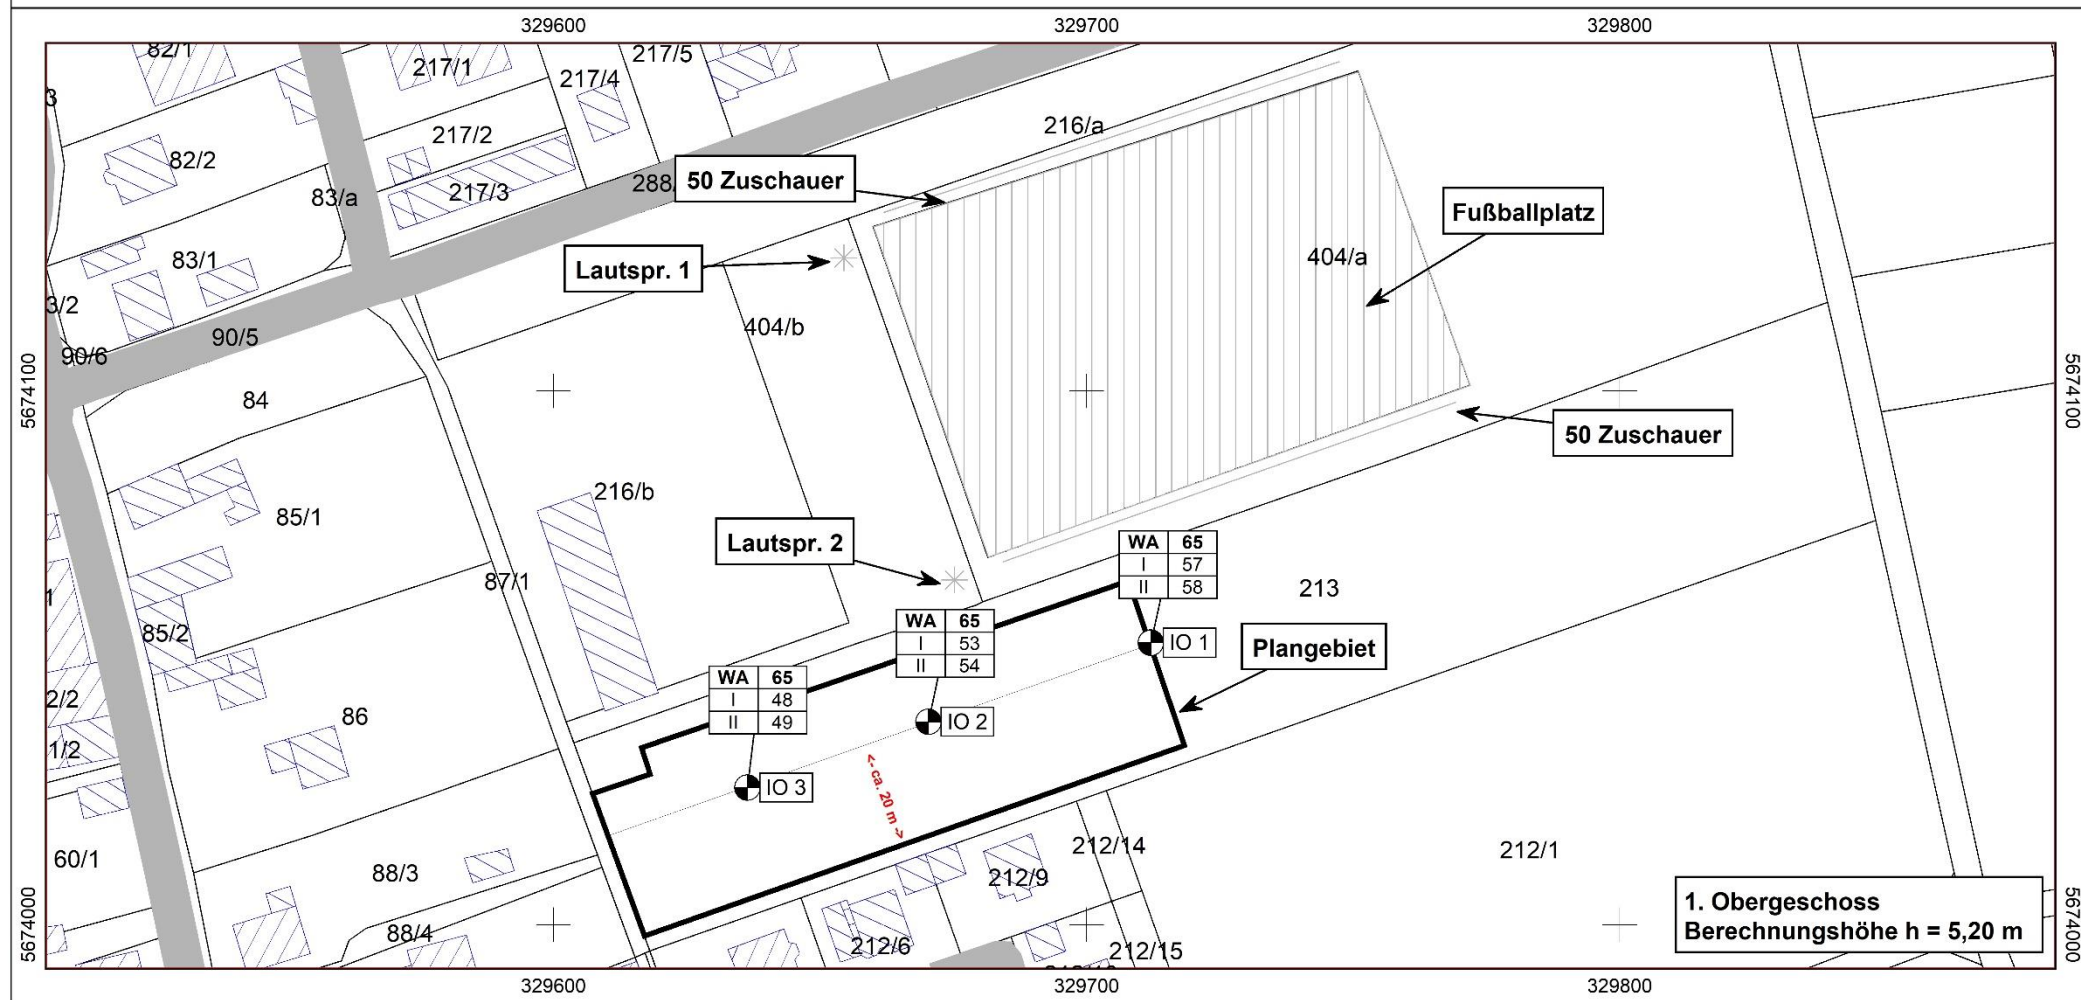 329600
329700
329800
82/1
217/1
217/4
217/5
3
217/2
216/a
82/2
217/3
288/
50 Zuschauer
83/a
Fußballplatz
83/1
Lautspr. 1
404/a
3/2
404/b
90/5
90/6
5674100
5674100
84
50 Zuschauer
216/b
85/1
Lautspr. 2
WA 65
I 57
II 58
87/1
213
1
85/2
WA 65
I 53
II 54
IO 1
Plangebiet
WA 65
I 48
II 49
2/2
86
IO 2
1/2
IO 3
<- ca. 20 m ->
60/1
88/3
212/14
212/1
212/9
1. Obergeschoss
Berechnungshöhe h = 5,20 m
5674000
5674000
88/4
212/6
212/15
329600
329700
329800